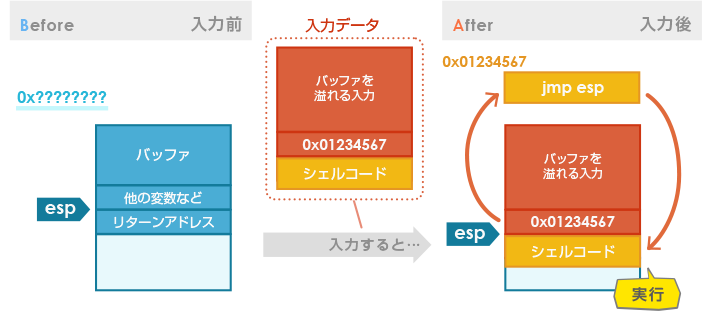 Before
入力前
0x????????
バッファ
他の変数など
リターンアドレス
esp
入力データ
バッファを
溢れる入力
0x01234567
シェルコード
入力すると…
After
入力後
0x01234567
jmp esp
バッファを
溢れる入力
0x01234567
esp
シェルコード
実行